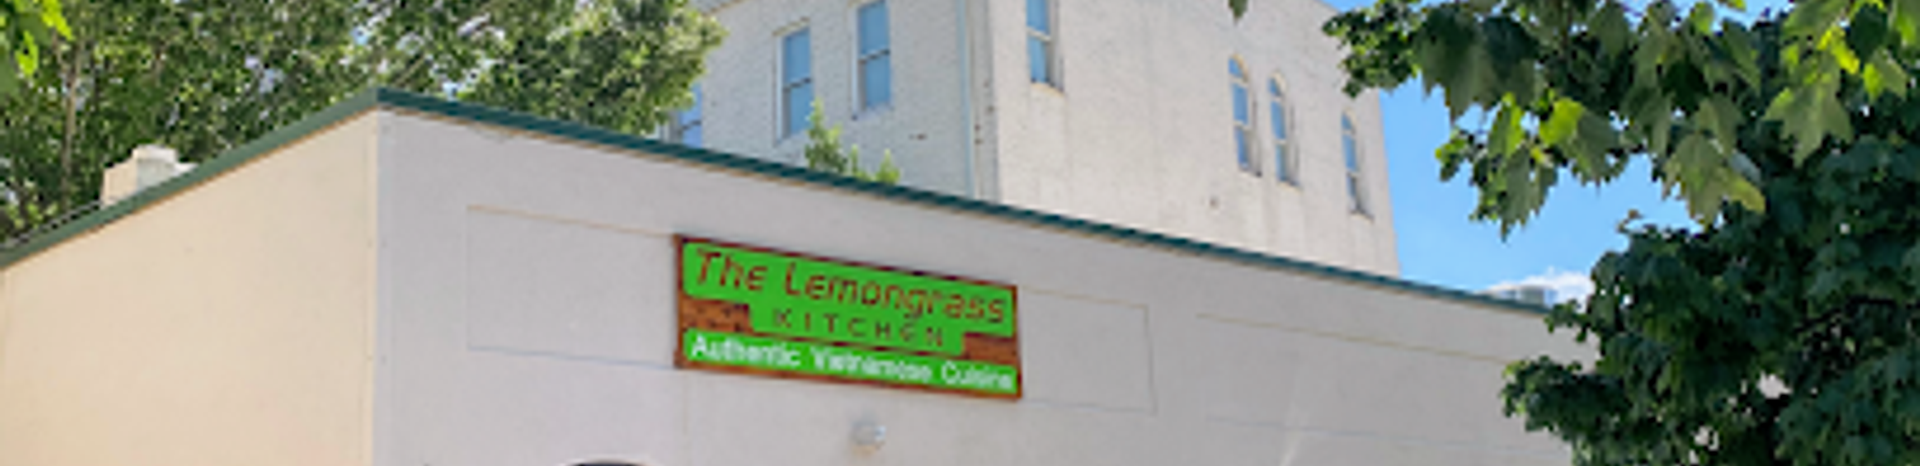 The Lemongrass
KITCHEN
Authentic Vietnamese Cuisine